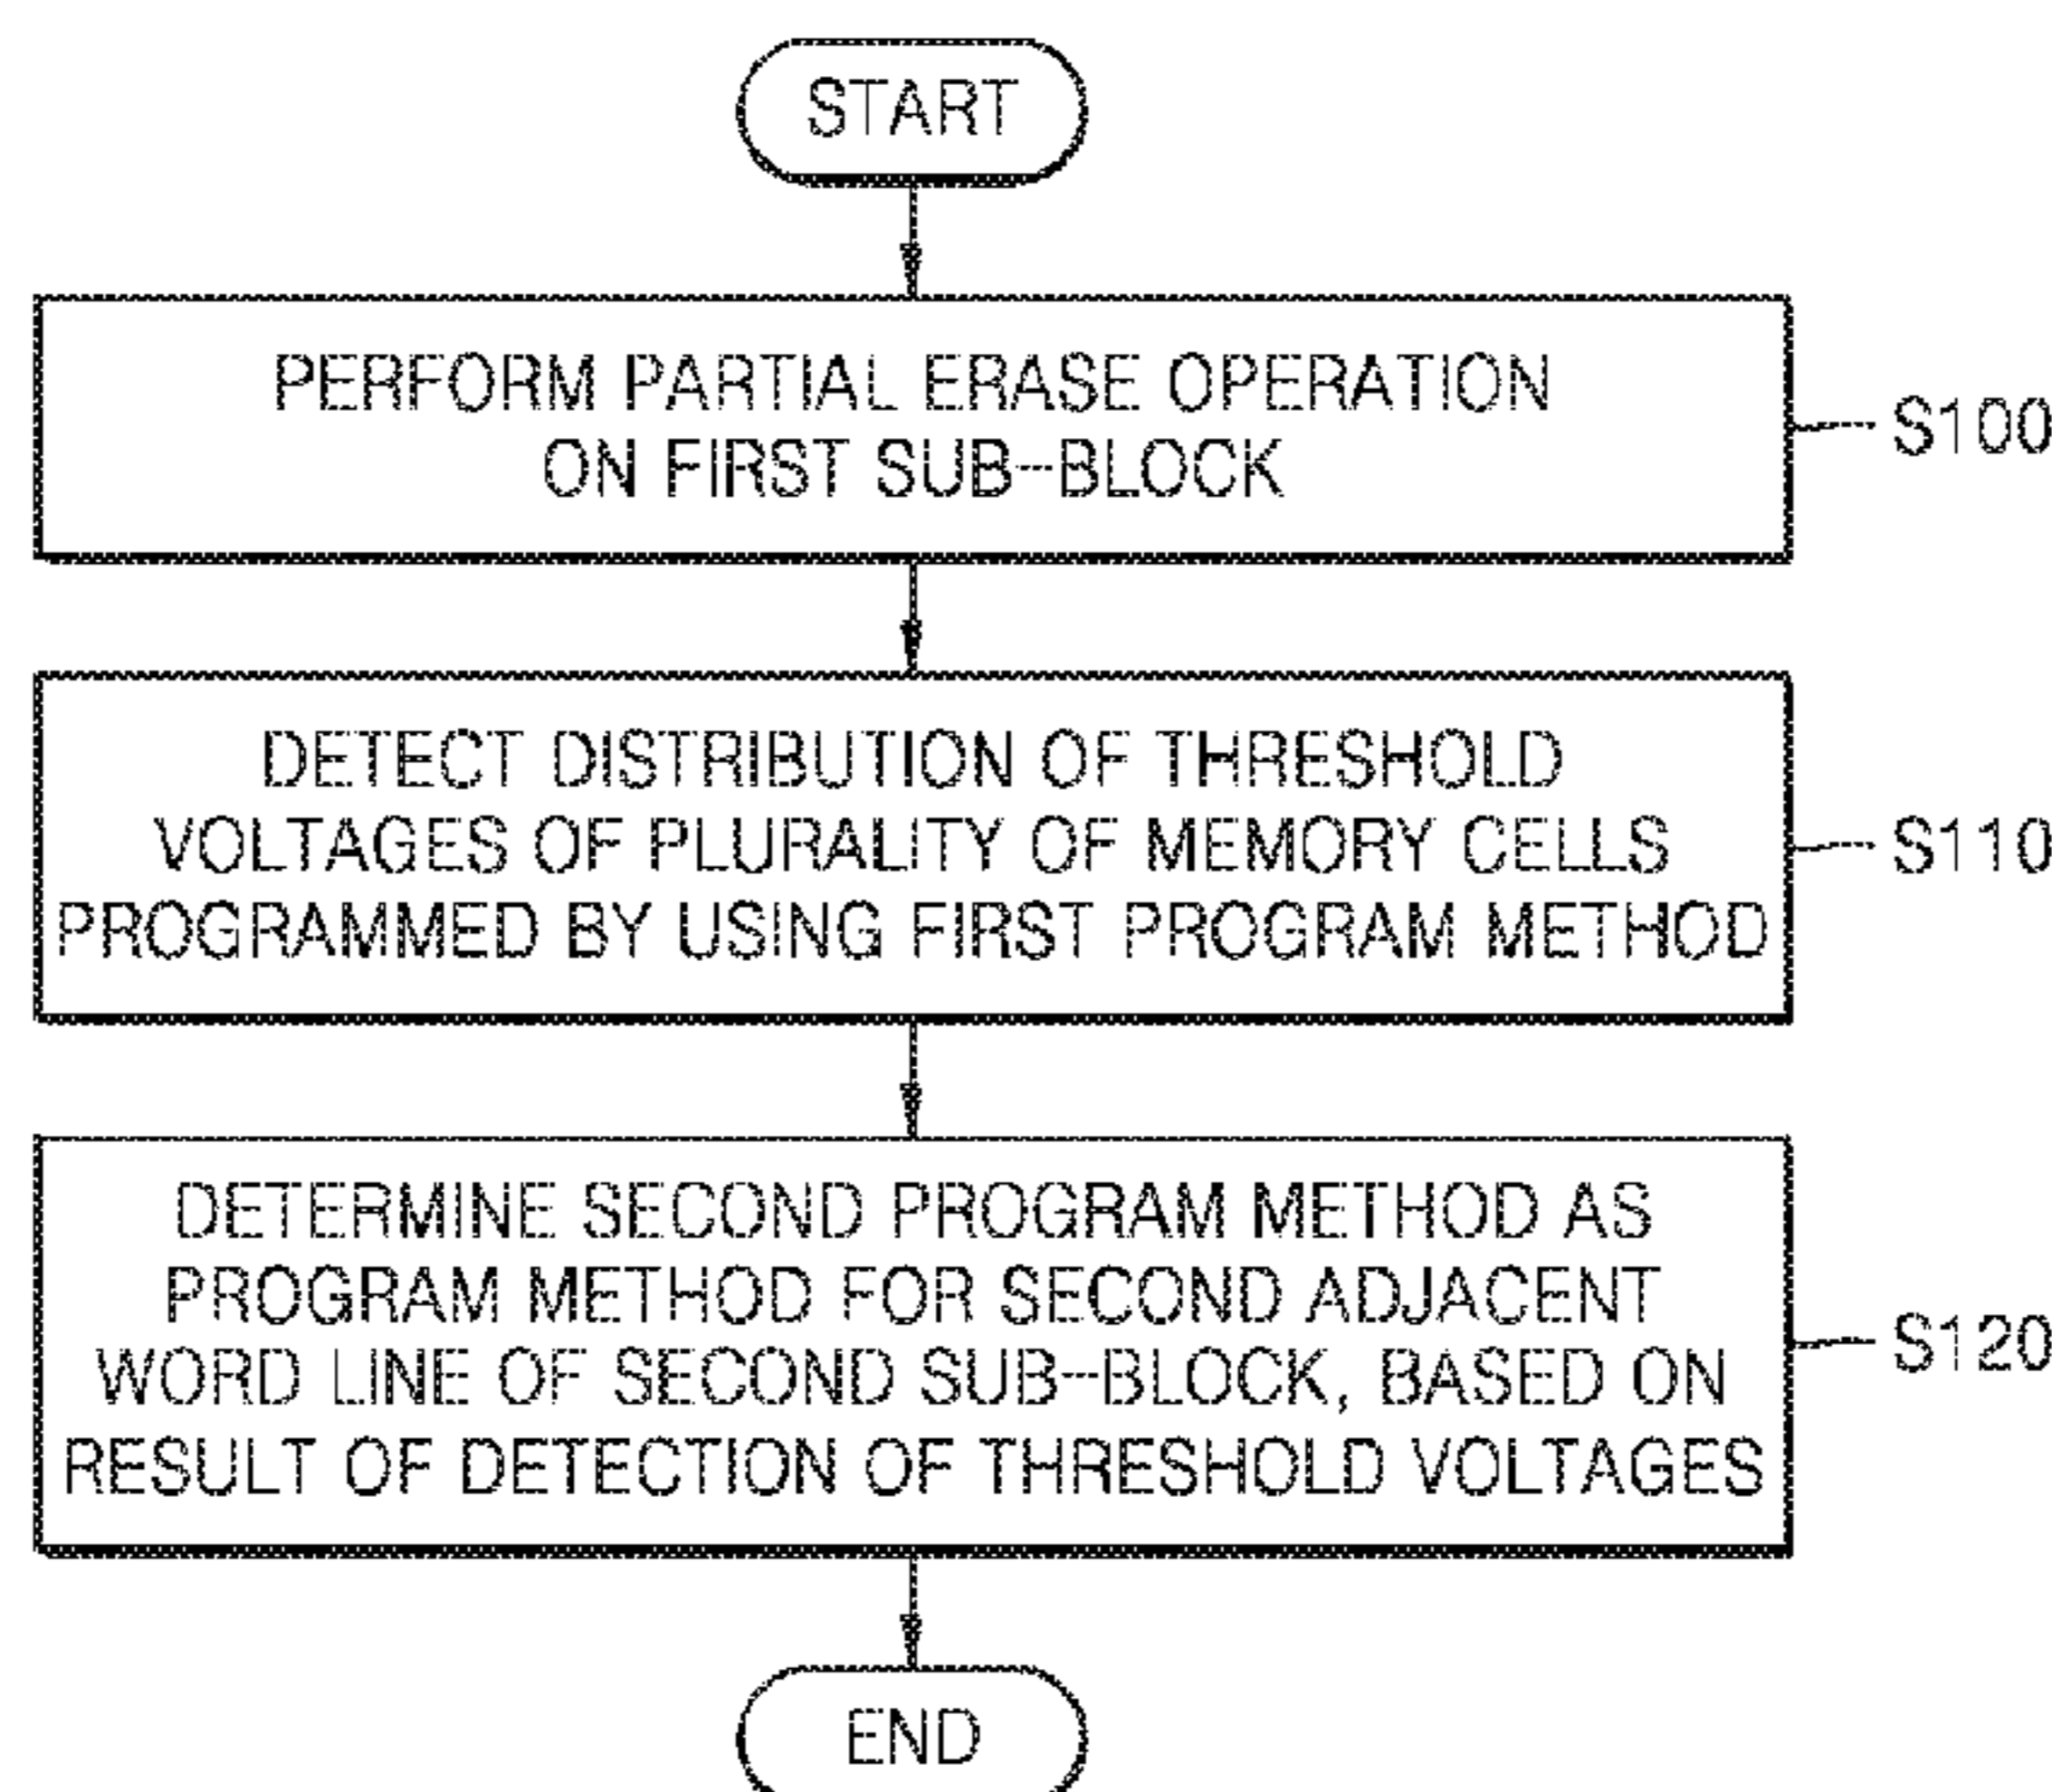 START
PERFORM PARTIAL ERASE OPERATION
ON FIRST SUB-BLOCK
S100
DETECT DISTRIBUTION OF THRESHOLD
VOLTAGES OF PLURALITY OF MEMORY CELLS
PROGRAMMED BY USING FIRST PROGRAM METHOD
S110
DETERMINE SECOND PROGRAM METHOD AS
PROGRAM METHOD FOR SECOND ADJACENT
WORD LINE OF SECOND SUB-BLOCK, BASED ON
RESULT OF DETECTION OF THRESHOLD VOLTAGES
S120
END